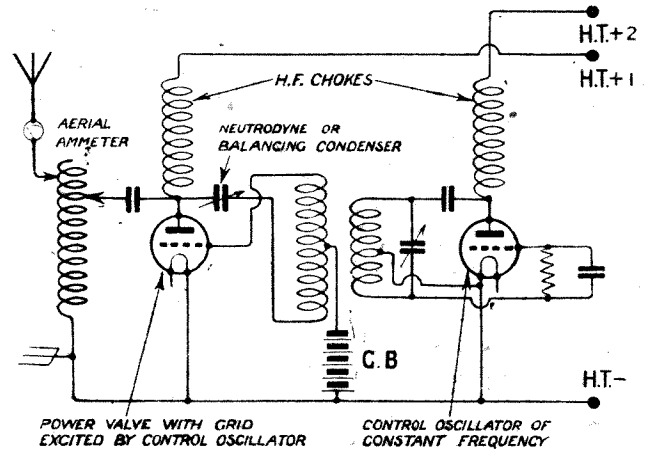 H.T.+2
H.T.+1
H.F. CHOKES
AERIAL
AMMETER
NEUTRODYNE OR
BALANCING CONDENSER
G.B
H.T.-
POWER VALVE WITH GRID
EXCITED BY CONTROL OSCILLATOR
CONTROL OSCILLATOR OF
CONSTANT FREQUENCY